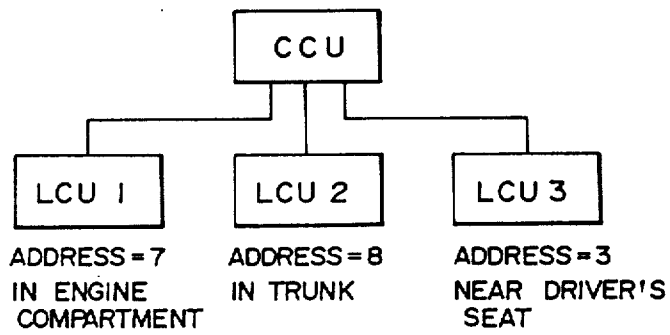 CCU
LCU 1
LCU 2
LCU 3
ADDRESS=7
IN ENGINE
COMPARTMENT
ADDRESS=8
IN TRUNK
ADDRESS=3
NEAR DRIVER'S
SEAT